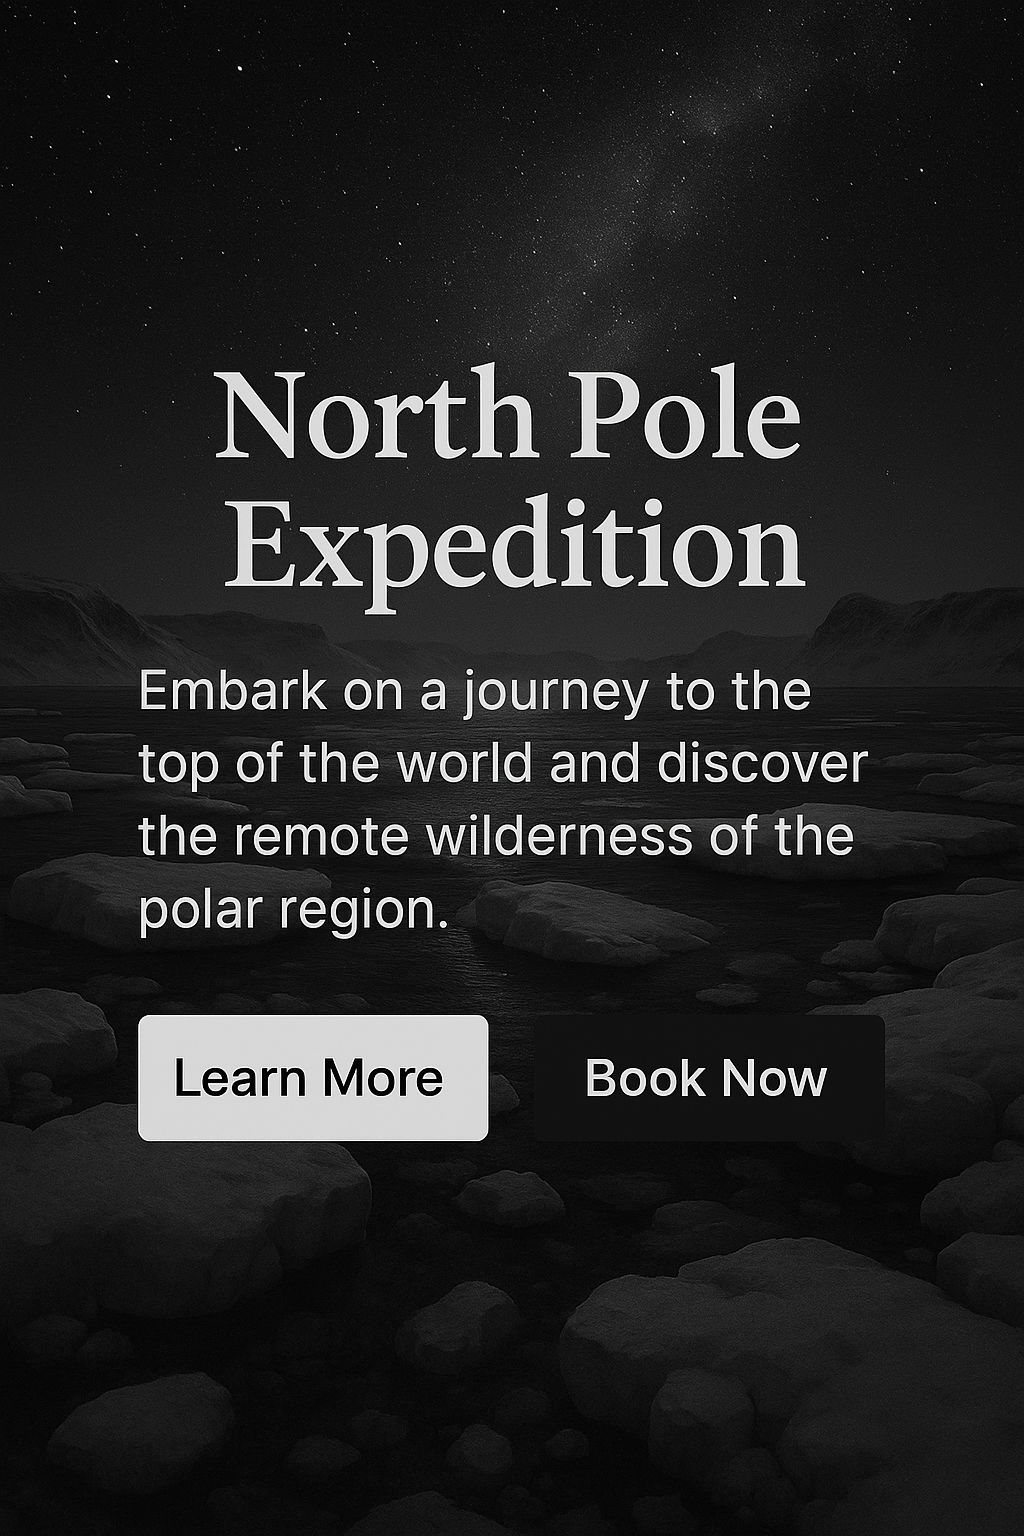 North Pole
Expedition
Embark on a journey to the
top of the world and discover
the remote wilderness of the
polar region.
Learn More
Book Now